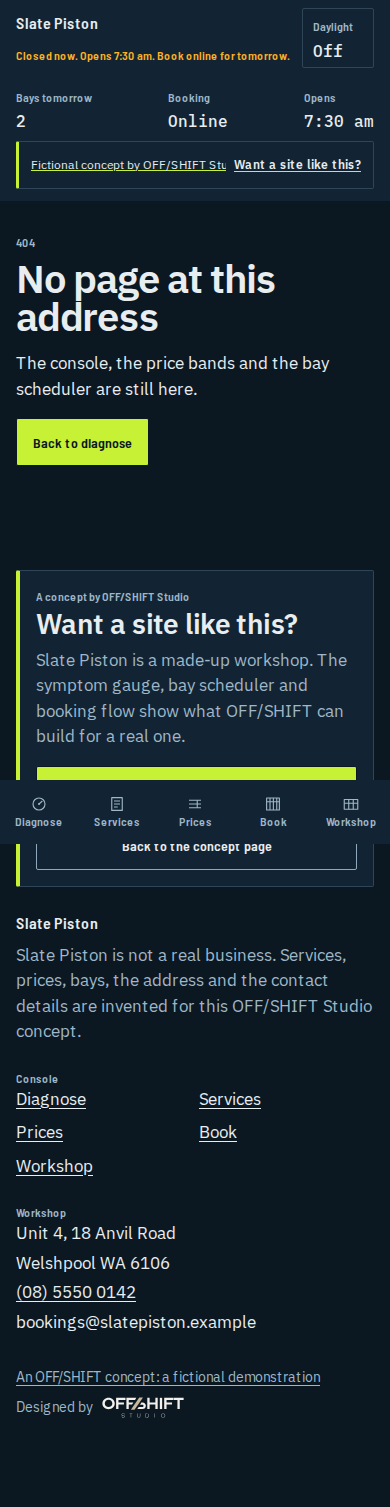 Slate Piston
Closed now. Opens 7:30 am. Book online for tomorrow.
Daylight
Off
Bays tomorrow
2
Booking
Online
Opens
7:30 am
Fictional concept by OFF/SHIFT Stu
Want a site like this?
404
No page at this
address
The console, the price bands and the bay
scheduler are still here.
Back to diagnose
A concept by OFF/SHIFT Studio
Want a site like this?
Slate Piston is a made-up workshop. The
symptom gauge, bay scheduler and
booking flow show what OFF/SHIFT can
build for a real one.
Diagnose
Services
Prices
Book
Workshop
Back to the concept page
Slate Piston
Slate Piston is not a real business. Services,
prices, bays, the address and the contact
details are invented for this OFF/SHIFT Studio
concept.
Console
Diagnose
Services
Prices
Book
Workshop
Workshop
Unit 4, 18 Anvil Road
Welshpool WA 6106
(08) 5550 0142
bookings@slatepiston.example
An OFF/SHIFT concept: a fictional demonstration
Designed by OFF/SHIFT
STUDIO